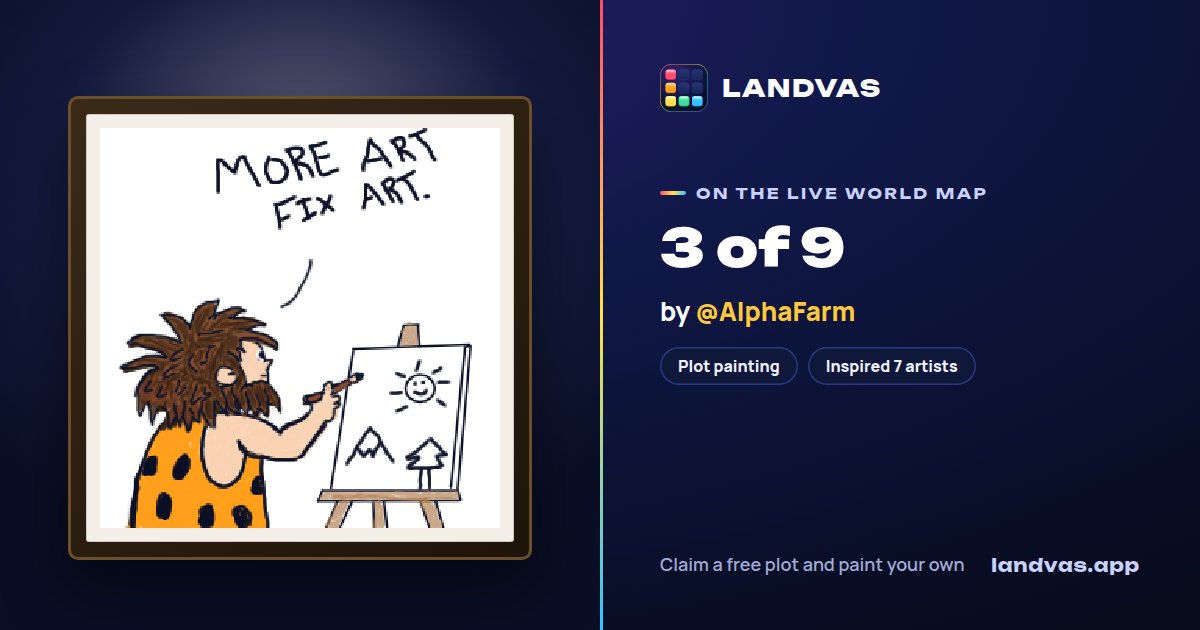 MORE ART
FIX ART.
LANDVAS
ON THE LIVE WORLD MAP
3 of 9
by @AlphaFarm
Plot painting
Inspired 7 artists
Claim a free plot and paint your own
landvas.app